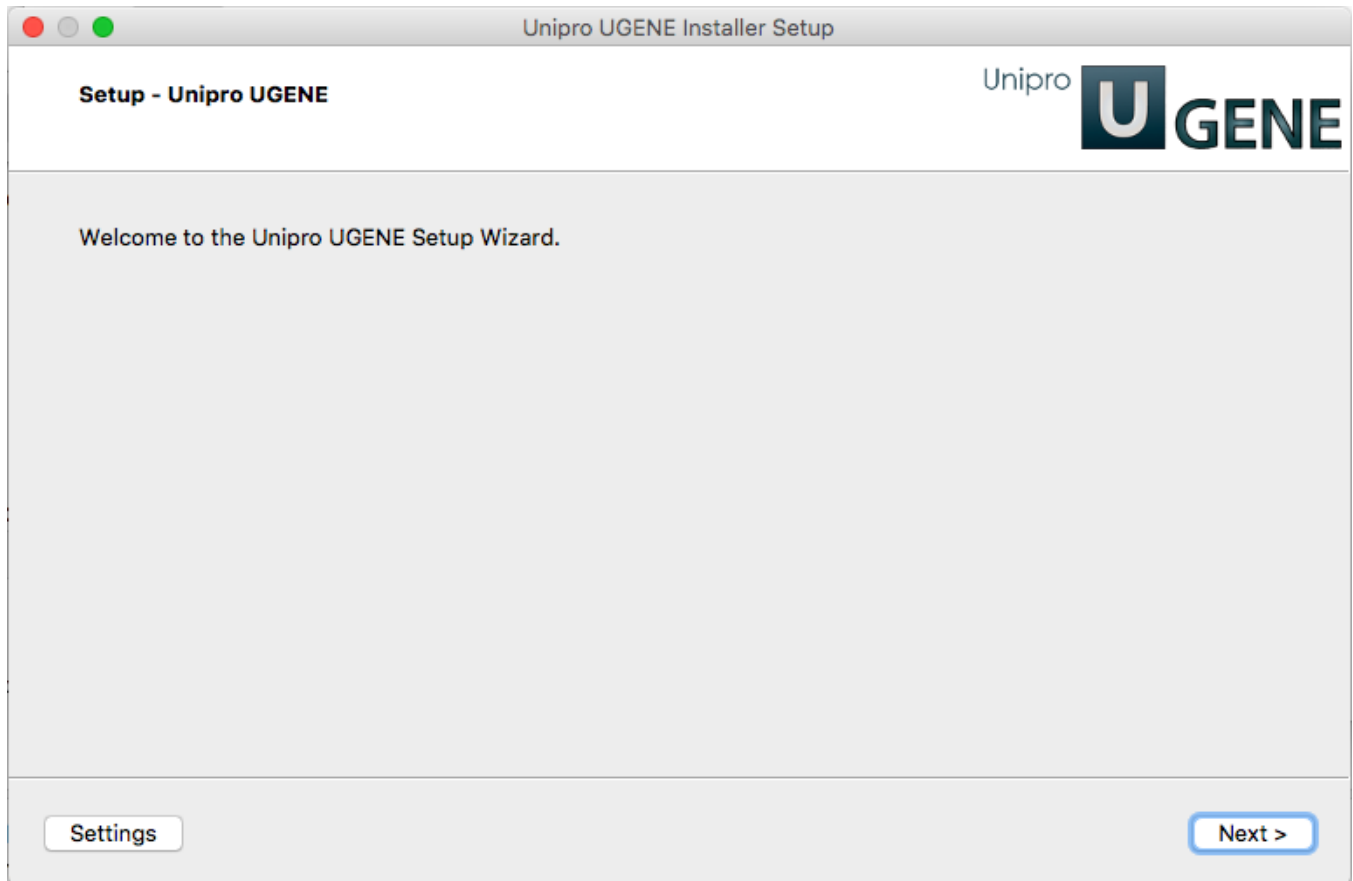 Unipro UGENE Installer Setup
Setup - Unipro UGENE
Unipro U GENE
Welcome to the Unipro UGENE Setup Wizard.
Settings
Next >